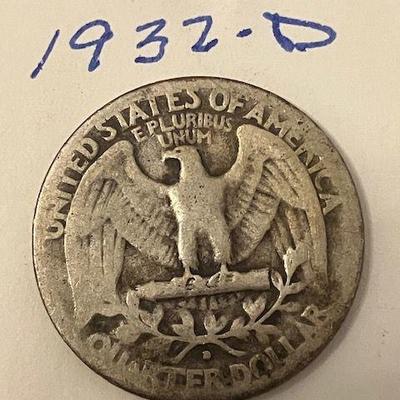 1932-D
UNITED STATES OF AMERICA
E PLURIBUS
UNUM
D
QUARTER DOLLAR